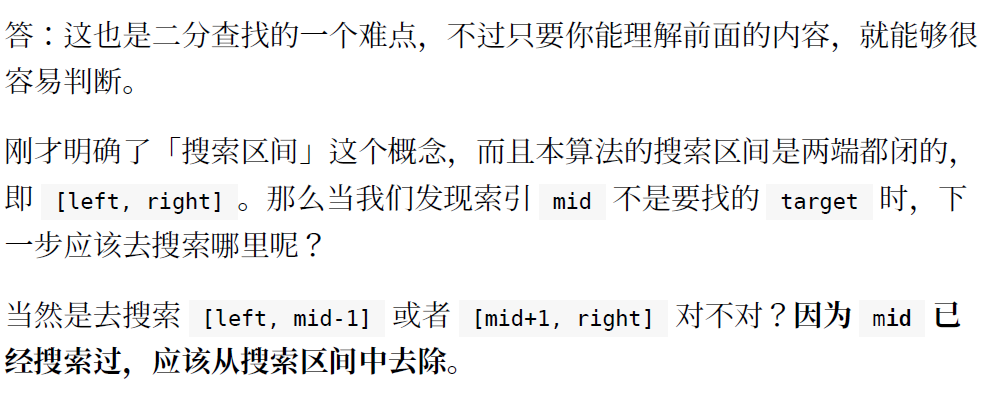 答：这也是二分查找的一个难点，不过只要你能理解前面的内容，就能够很
容易判断。
刚才明确了「搜索区间」这个概念，而且本算法的搜索区间是两端都闭的，
即 [left, right] 。那么当我们发现索引 mid 不是要找的 target 时，下
一步应该去搜索哪里呢？
当然是去搜索 [left, mid-1] 或者 [mid+1, right] 对不对？因为 mid 已
经搜索过，应该从搜索区间中去除。